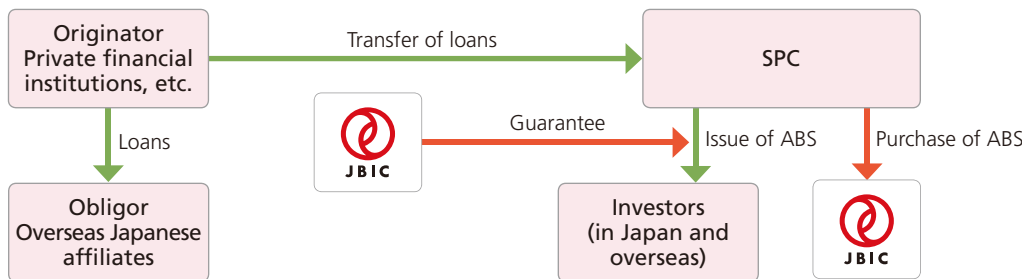 Originator
Private financial
institutions, etc.
Transfer of loans
SPC
Loans
JBIC
Guarantee
Issue of ABS
Purchase of ABS
Obligor
Overseas Japanese
affiliates
Investors
(in Japan and
overseas)
JBIC